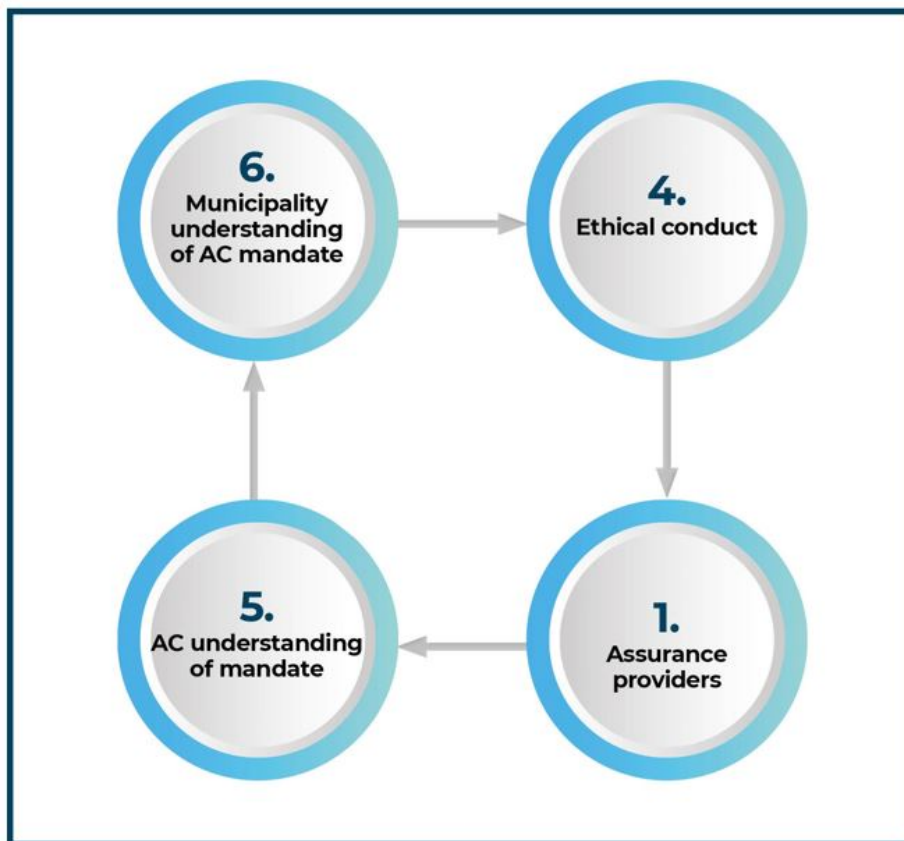 6.
Municipality
understanding
of AC mandate
4.
Ethical conduct
5.
AC understanding
of mandate
1.
Assurance
providers